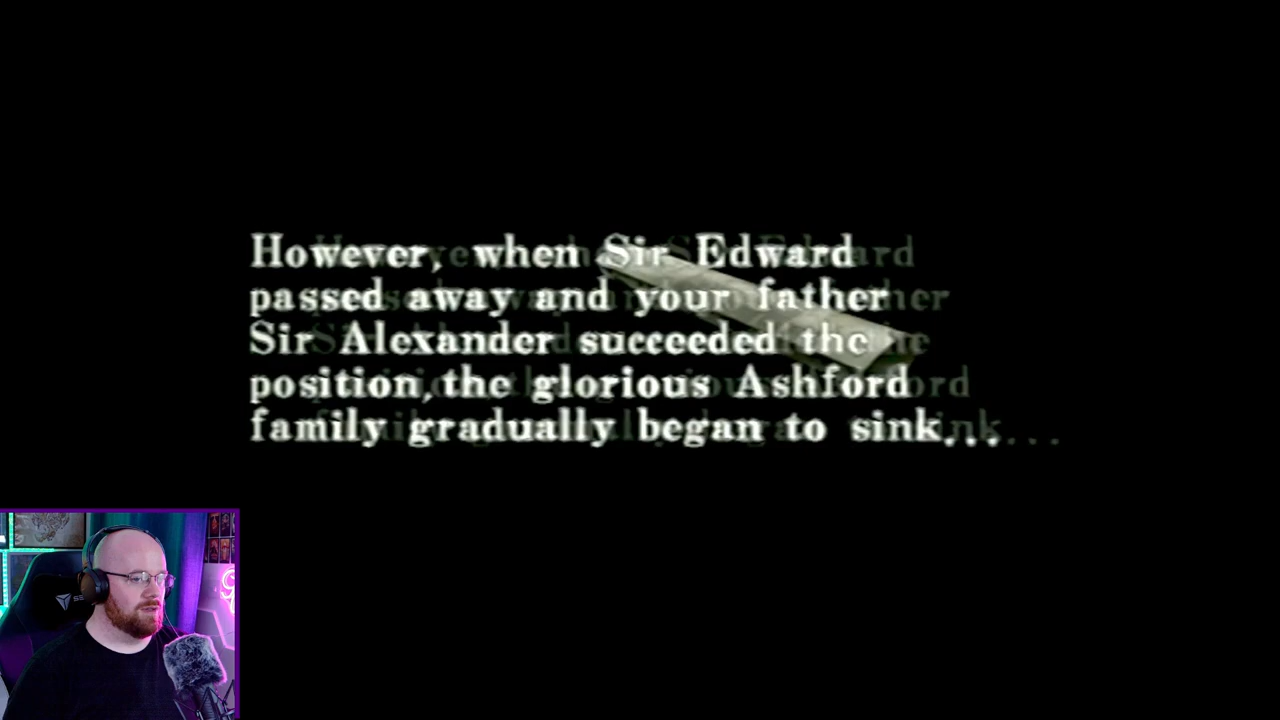 However, when Sir Edward
passed away and your father
Sir Alexander succeeded the
position, the glorious Ashford
family gradually began to sink...